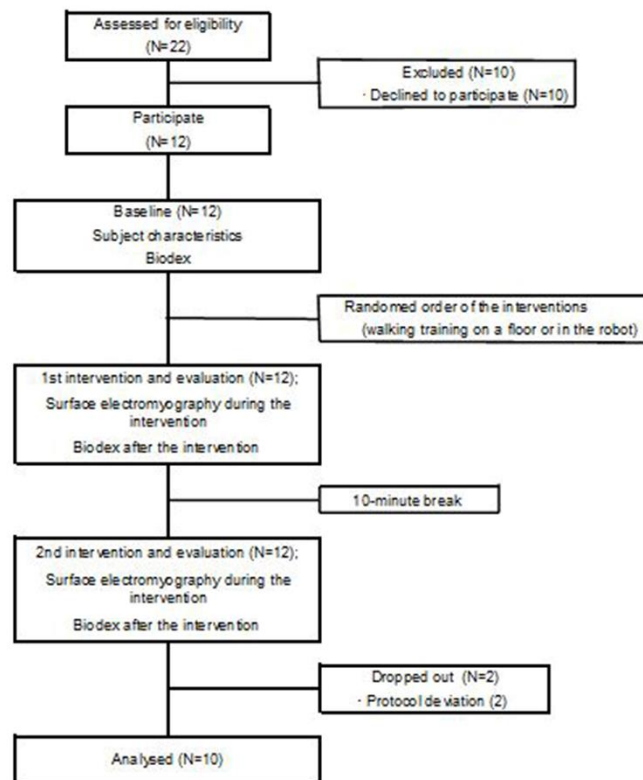 Assessed for eligibility
(N=22)
Excluded (N=10)
· Declined to participate (N=10)
Participate
(N=12)
Baseline (N=12)
Subject characteristics
Biodex
Randomed order of the interventions
(walking training on a floor or in the robot)
1st intervention and evaluation (N=12);
Surface electromyography during the
intervention
Biodex after the intervention
10-minute break
2nd intervention and evaluation (N=12);
Surface electromyography during the
intervention
Biodex after the intervention
Dropped out (N=2)
· Protocol deviation (2)
Analysed (N=10)